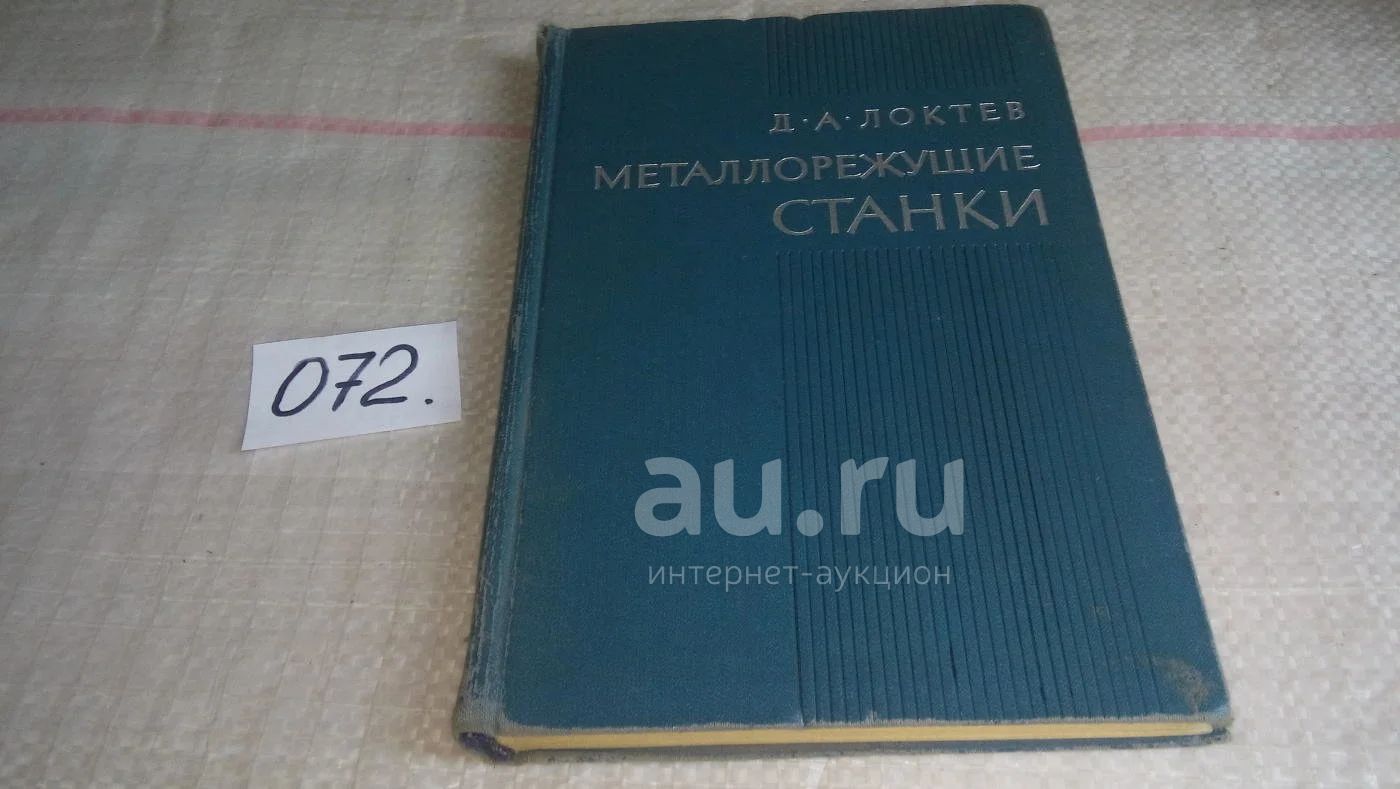 Д·А·ЛОКТЕВ
МЕТАЛЛОРЕЖУЩИЕ
СТАНКИ
072.
au.ru
интернет-аукцион